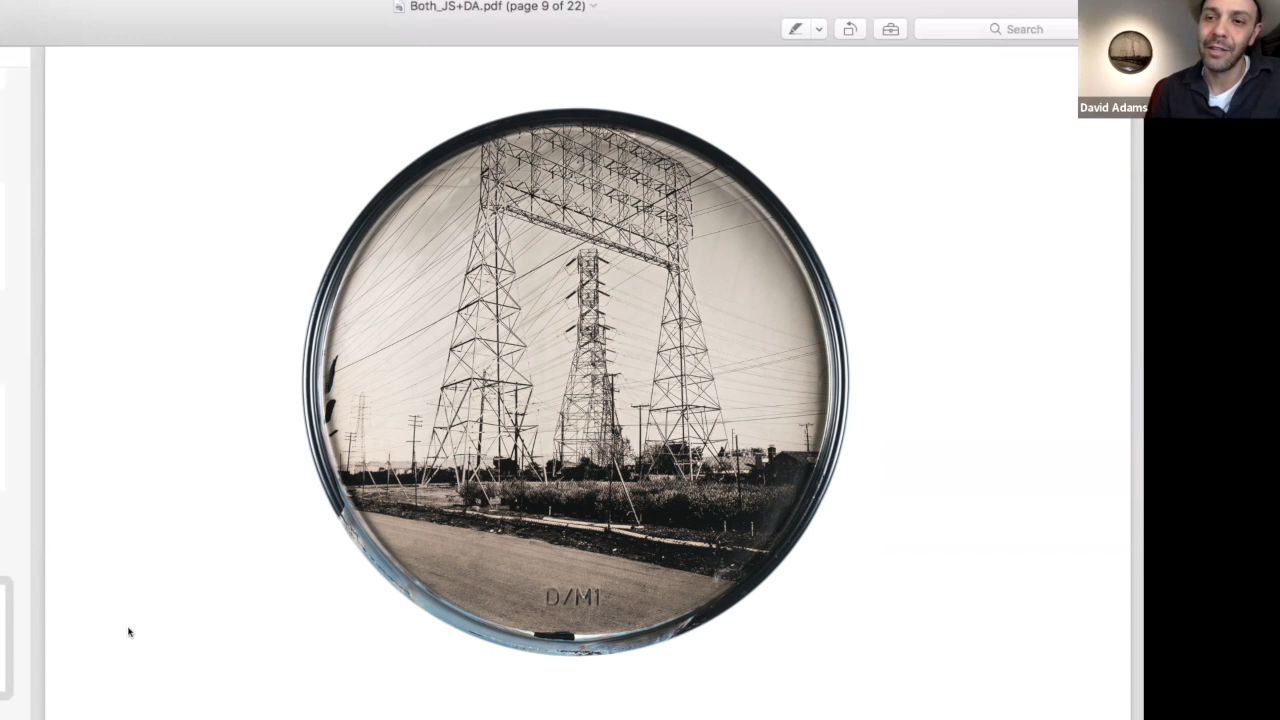 Both_JS+DA.pdf (page 9 of 22)
Search
David Adams
D/M1